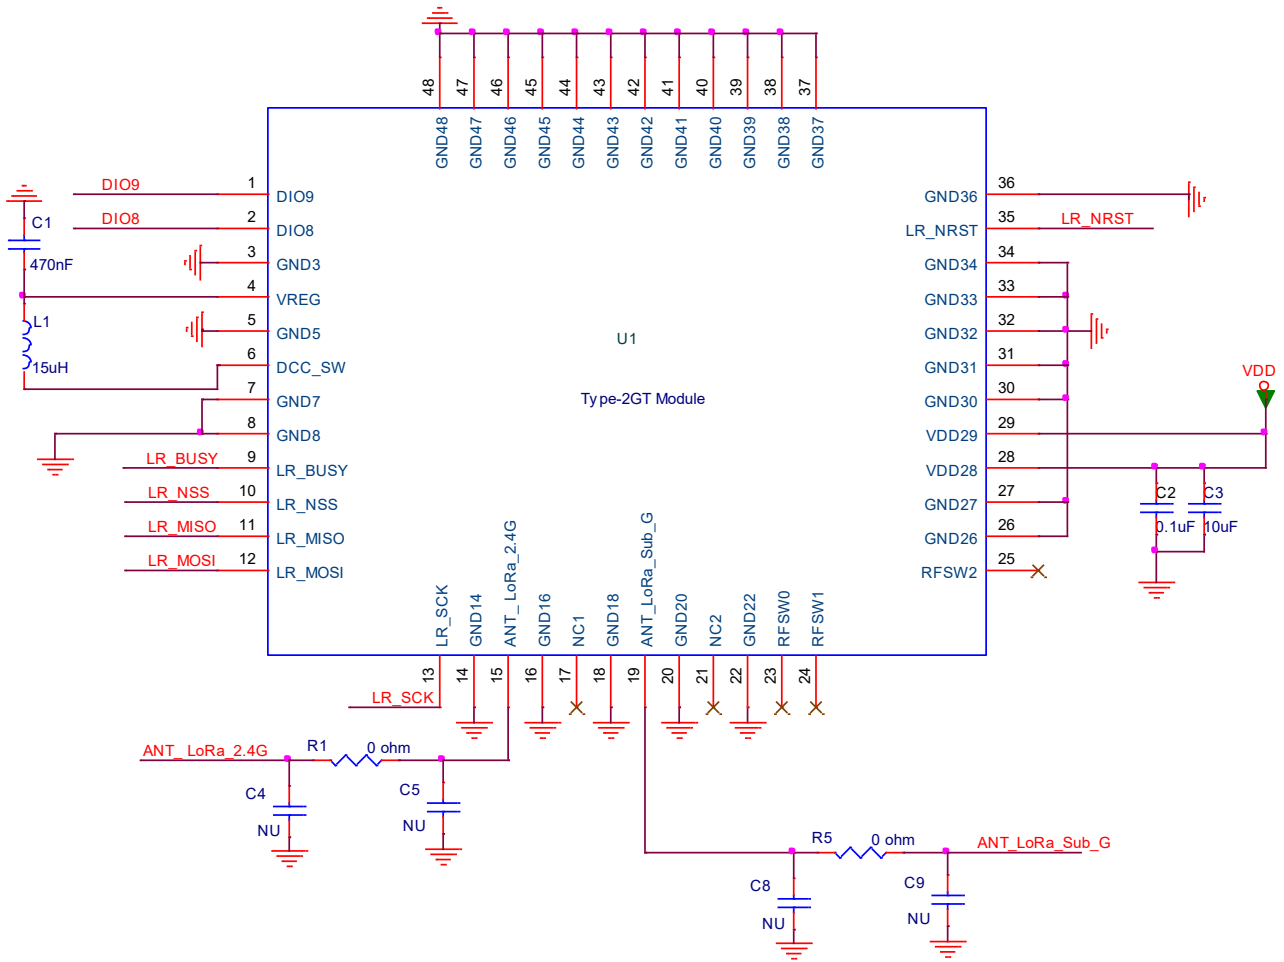 48 47 46 45 44 43 42 41 40 39 38 37
GND48 GND47 GND46 GND45 GND44 GND43 GND42 GND41 GND40 GND39 GND38 GND37
DIO9 1 DIO9 GND36 36
C1 DIO8 2 DIO8 LR_NRST 35 LR_NRST
470nF 3 GND3 GND34 34
4 VREG GND33 33
L1 5 GND5 GND32 32
U1
15uH 6 DCC_SW GND31 31
VDD
7 GND7 GND30 30
Type-2GT Module
8 GND8 VDD29 29
LR_BUSY 9 LR_BUSY VDD28 28
LR_NSS 10 LR_NSS GND27 27 C2 C3
LR_MISO 11 LR_MISO GND26 26 0.1uF 10uF
LR_MOSI 12 LR_MOSI RFSW2 25
LR_SCK GND14 ANT_ LoRa_2.4G GND16 NC1 GND18 ANT_LoRa_Sub_G GND20 NC2 GND22 RFSW0 RFSW1
13 14 15 16 17 18 19 20 21 22 23 24
LR_SCK
ANT_ LoRa_2.4G R1 0 ohm
C4 C5
NU NU
R5 0 ohm ANT_LoRa_Sub_G
C8 C9
NU NU